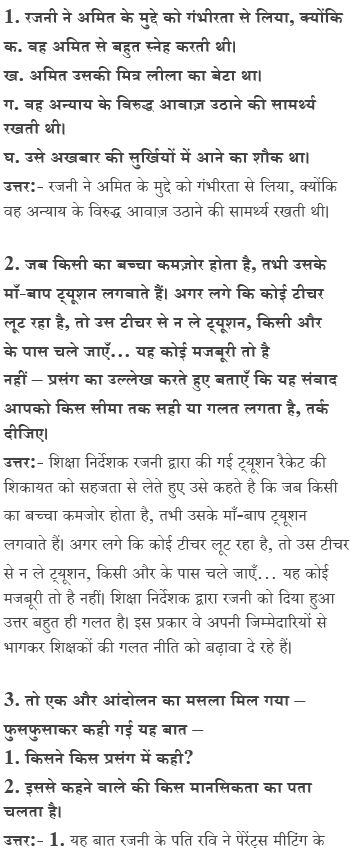 1. रजनी ने अमित के मुद्दे को गंभीरता से लिया, क्योंकि
क. वह अमित से बहुत स्नेह करती थी।
ख. अमित उसकी मित्र लीला का बेटा था।
ग. वह अन्याय के विरुद्ध आवाज़ उठाने की सामर्थ्य
रखती थी।
घ. उसे अखबार की सुर्खियों में आने का शौक था।
उत्तर:- रजनी ने अमित के मुद्दे को गंभीरता से लिया, क्योंकि
वह अन्याय के विरुद्ध आवाज़ उठाने की सामर्थ्य रखती थी।
2. जब किसी का बच्चा कमज़ोर होता है, तभी उसके
माँ-बाप ट्यूशन लगवाते हैं। अगर लगे कि कोई टीचर
लूट रहा है, तो उस टीचर से न ले ट्यूशन, किसी और
के पास चले जाएँ… यह कोई मजबूरी तो है
नहीं – प्रसंग का उल्लेख करते हुए बताएँ कि यह संवाद
आपको किस सीमा तक सही या गलत लगता है, तर्क
दीजिए।
उत्तर:- शिक्षा निर्देशक रजनी द्वारा की गई ट्यूशन रैकेट की
शिकायत को सहजता से लेते हुए उसे कहते है कि जब किसी
का बच्चा कमजोर होता है, तभी उसके माँ-बाप ट्यूशन
लगवाते हैं। अगर लगे कि कोई टीचर लूट रहा है, तो उस टीचर
से न ले ट्यूशन, किसी और के पास चले जाएँ… यह कोई
मजबूरी तो है नहीं। शिक्षा निर्देशक द्वारा रजनी को दिया हुआ
उत्तर बहुत ही गलत है। इस प्रकार वे अपनी जिम्मेदारियों से
भागकर शिक्षकों की गलत नीति को बढ़ावा दे रहे हैं।
3. तो एक और आंदोलन का मसला मिल गया –
फुसफुसाकर कही गई यह बात –
1. किसने किस प्रसंग में कही?
2. इससे कहने वाले की किस मानसिकता का पता
चलता है।
उत्तर:- 1. यह बात रजनी के पति रवि ने पेरेंट्स मीटिंग के